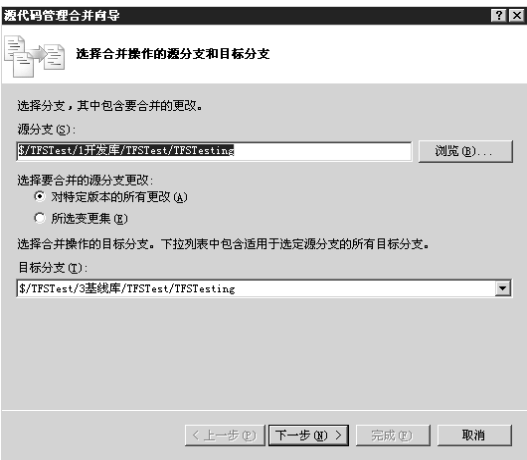 源代码管理合并向导
选择合并操作的源分支和目标分支
选择分支，其中包含要合并的更改。
源分支(S):
$/TFSTest/1开发库/TFSTest/TFSTesting
浏览(B)...
选择要合并的源分支更改:
对特定版本的所有更改(A)
所选变更集(E)
选择合并操作的目标分支。下拉列表中包含适用于选定源分支的所有目标分支。
目标分支(T):
$/TFSTest/3基线库/TFSTest/TFSTesting
< 上一步(P) 下一步(N) > 完成(F) 取消